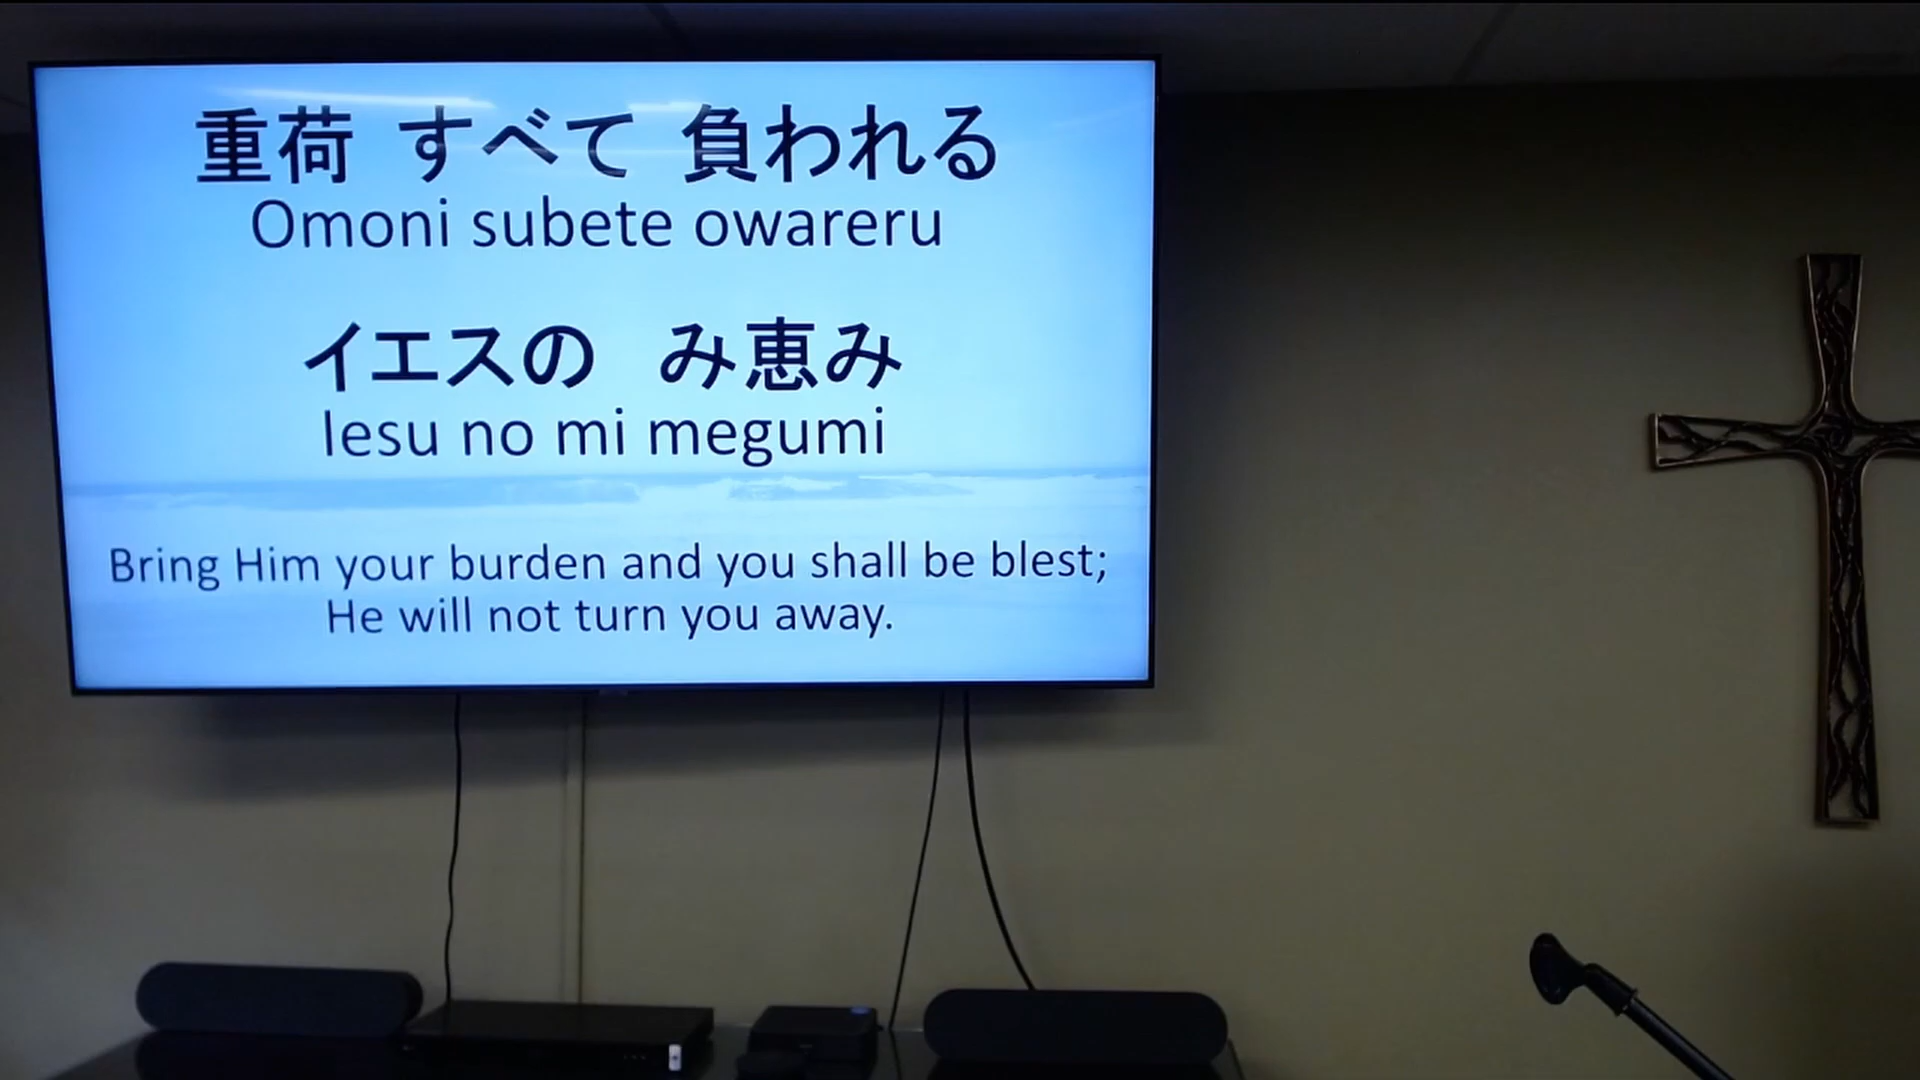 重荷 すべて 負われる
Omoni subete owareru
イエスの み恵み
Iesu no mi megumi
Bring Him your burden and you shall be blest;
He will not turn you away.